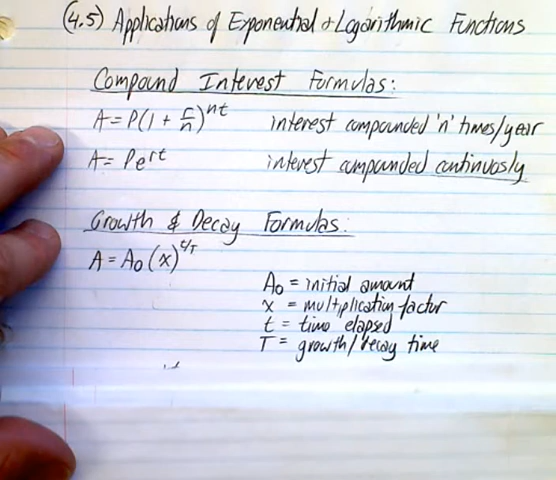 (4.5) Applications of Exponential & Logarithmic Functions
Compound Interest Formulas:
A = P(1 + r/n)^nt interest compounded 'n' times/year
A = Pe^rt interest compounded continuosly
Growth & Decay Formulas:
A = A₀(x)^t/T
A₀ = initial amount
x = multiplication factor
t = time elapsed
T = growth/decay time